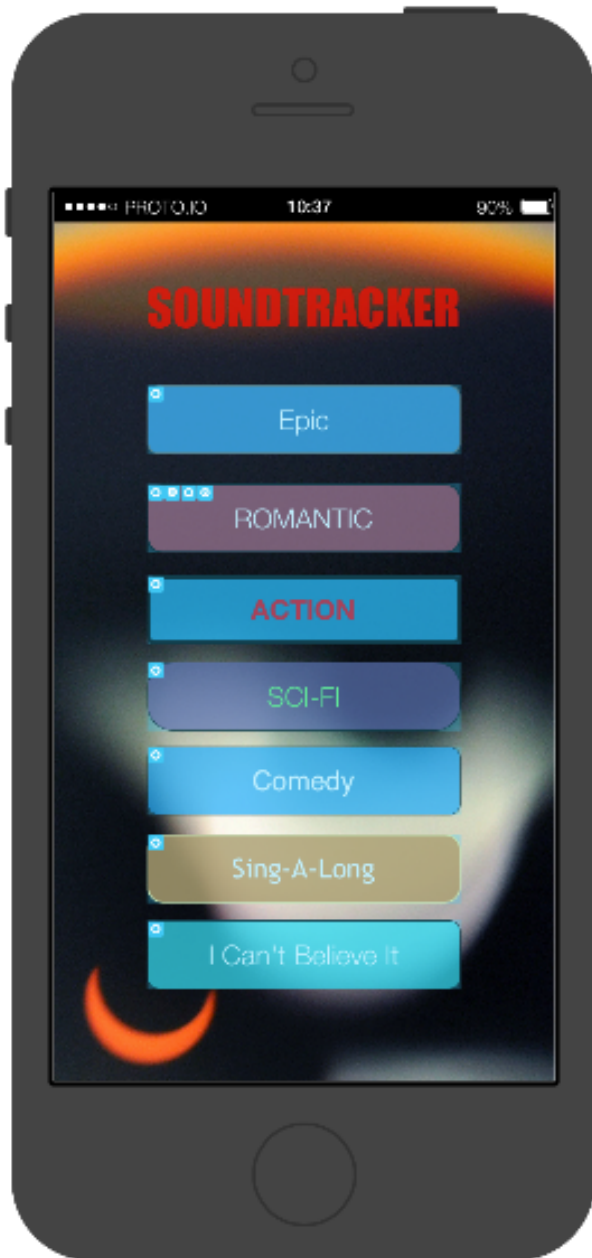 PROTO.IO 10:37 90%
SOUNDTRACKER
Epic
ROMANTIC
ACTION
SCI-FI
Comedy
Sing-A-Long
I Can't Believe It